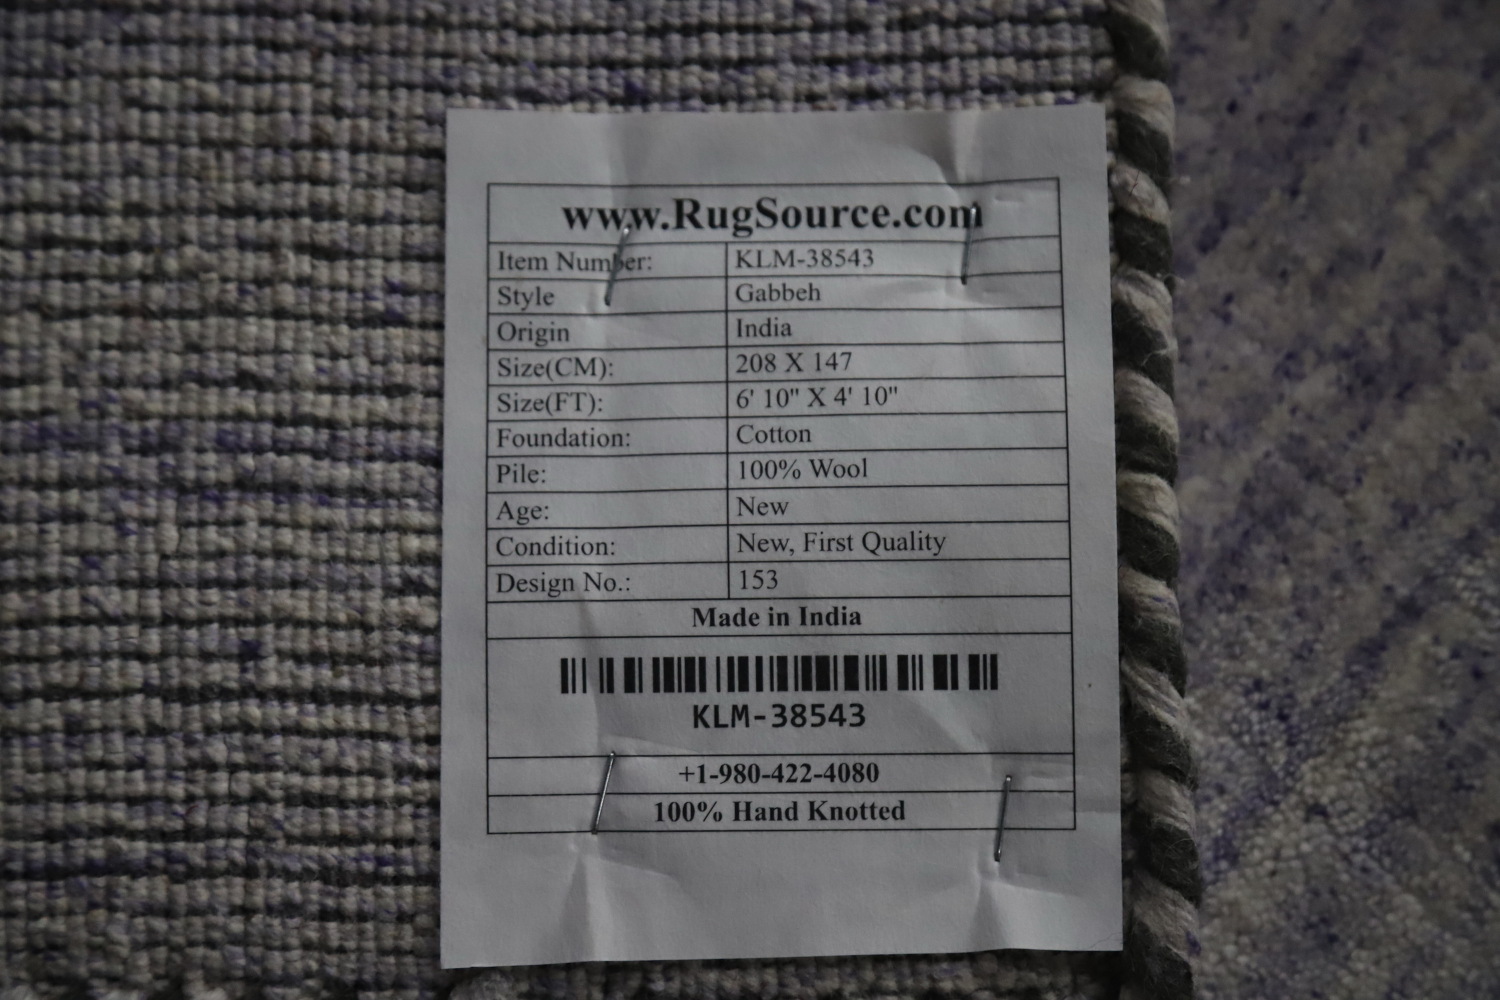 www.RugSource.com
Item Number: KLM-38543
Style Gabbeh
Origin India
Size(CM): 208 X 147
Size(FT): 6' 10" X 4' 10"
Foundation: Cotton
Pile: 100% Wool
Age: New
Condition: New, First Quality
Design No.: 153
Made in India
KLM-38543
+1-980-422-4080
100% Hand Knotted